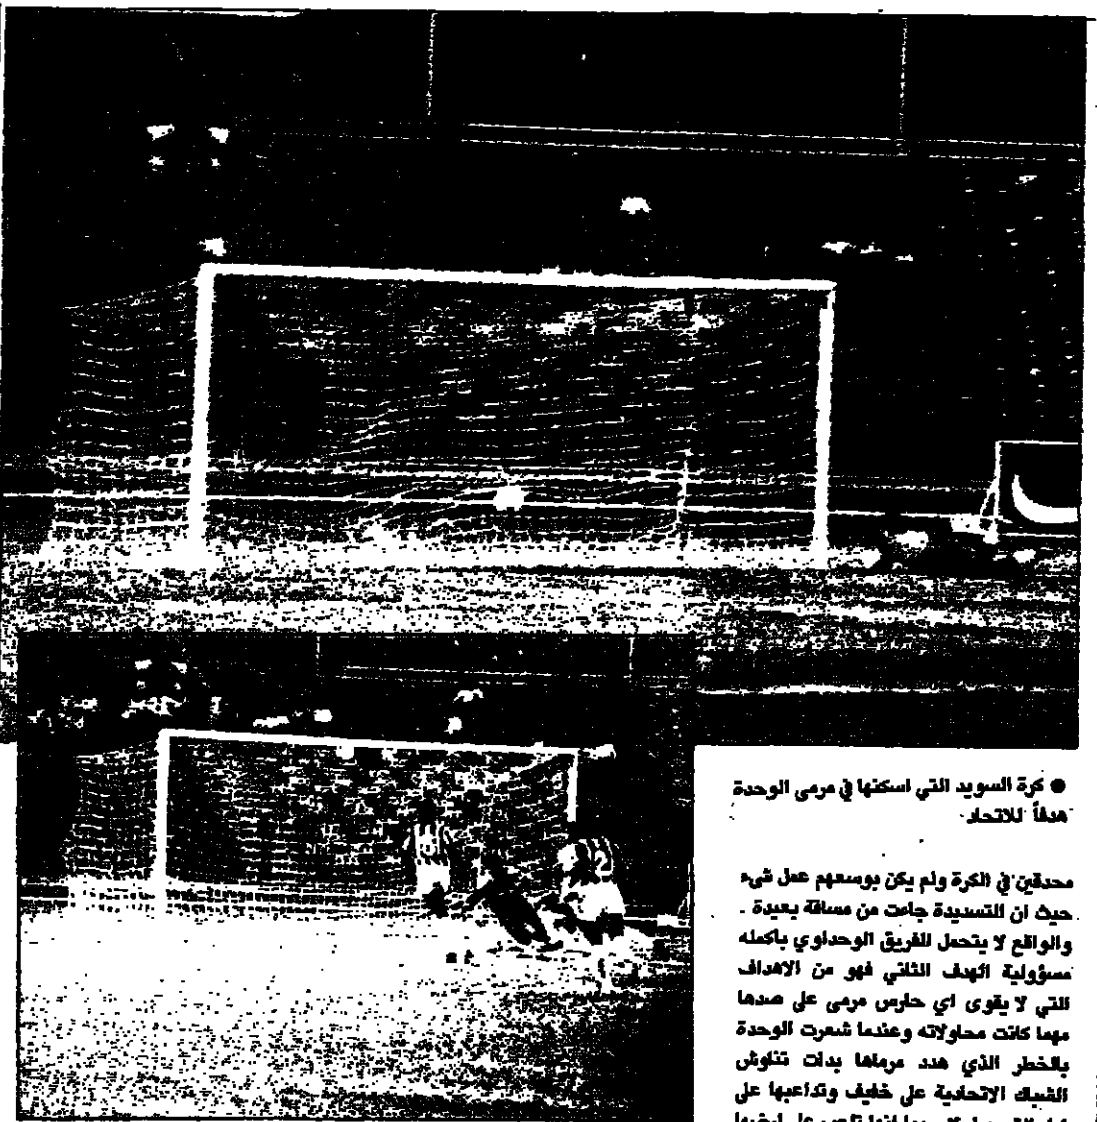 ● كرة السويد التي اسكنها في مرمى الوحدة
هدفاً للاتحاد
محدقين في الكرة ولم يكن بوسعهم عمل شيء
حيث ان التسديدة جاءت من مسافة بعيدة .
والواقع لا يتحمل الفريق الوحداوي باكمله
مسؤولية الهدف الثاني فهو من الاهداف
التي لا يقوى اي حارس مرمى على صدها
مهما كانت محاولاته وعندما شعرت الوحدة
بالخطر الذي هدد مرماها بدات تناوش
الشباك الاتحادية على خفيف وتداعبها على